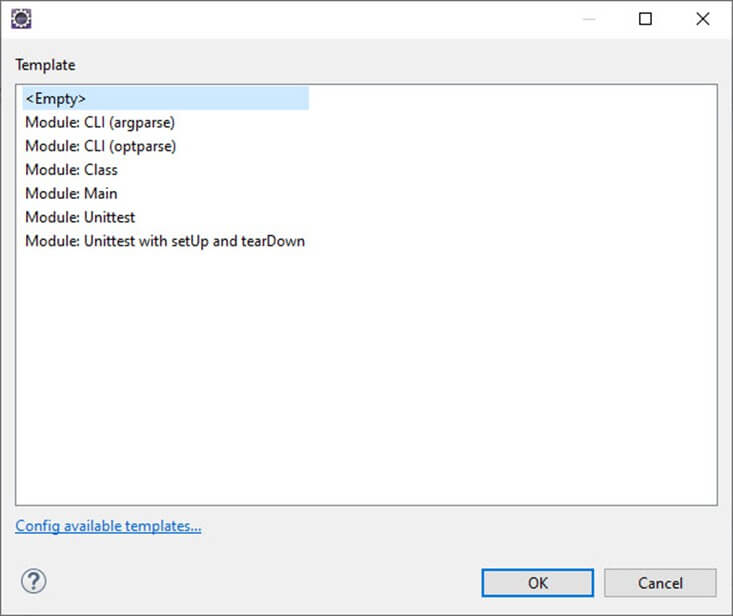 Template
<Empty>
Module: CLI (argparse)
Module: CLI (optparse)
Module: Class
Module: Main
Module: Unittest
Module: Unittest with setUp and tearDown
Config available templates...
?
OK
Cancel